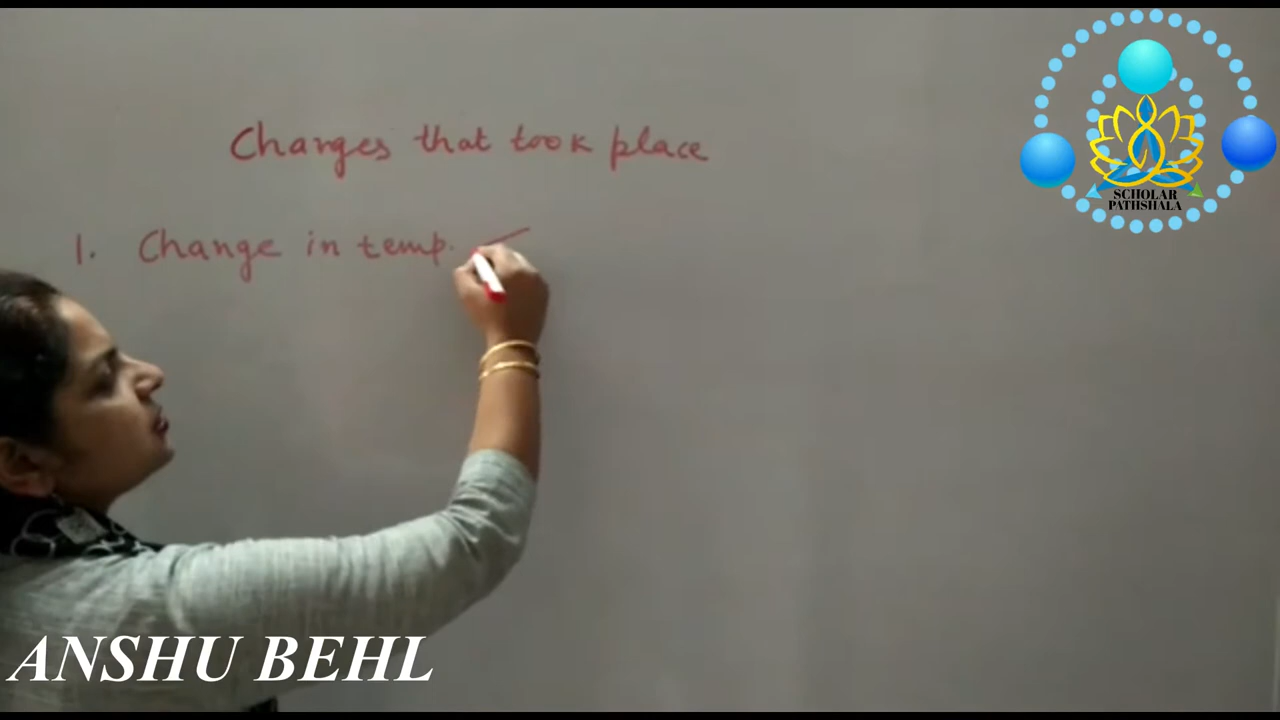 Changes that took place
1. Change in temp.
SCHOLAR
PATHSHALA
ANSHU BEHL